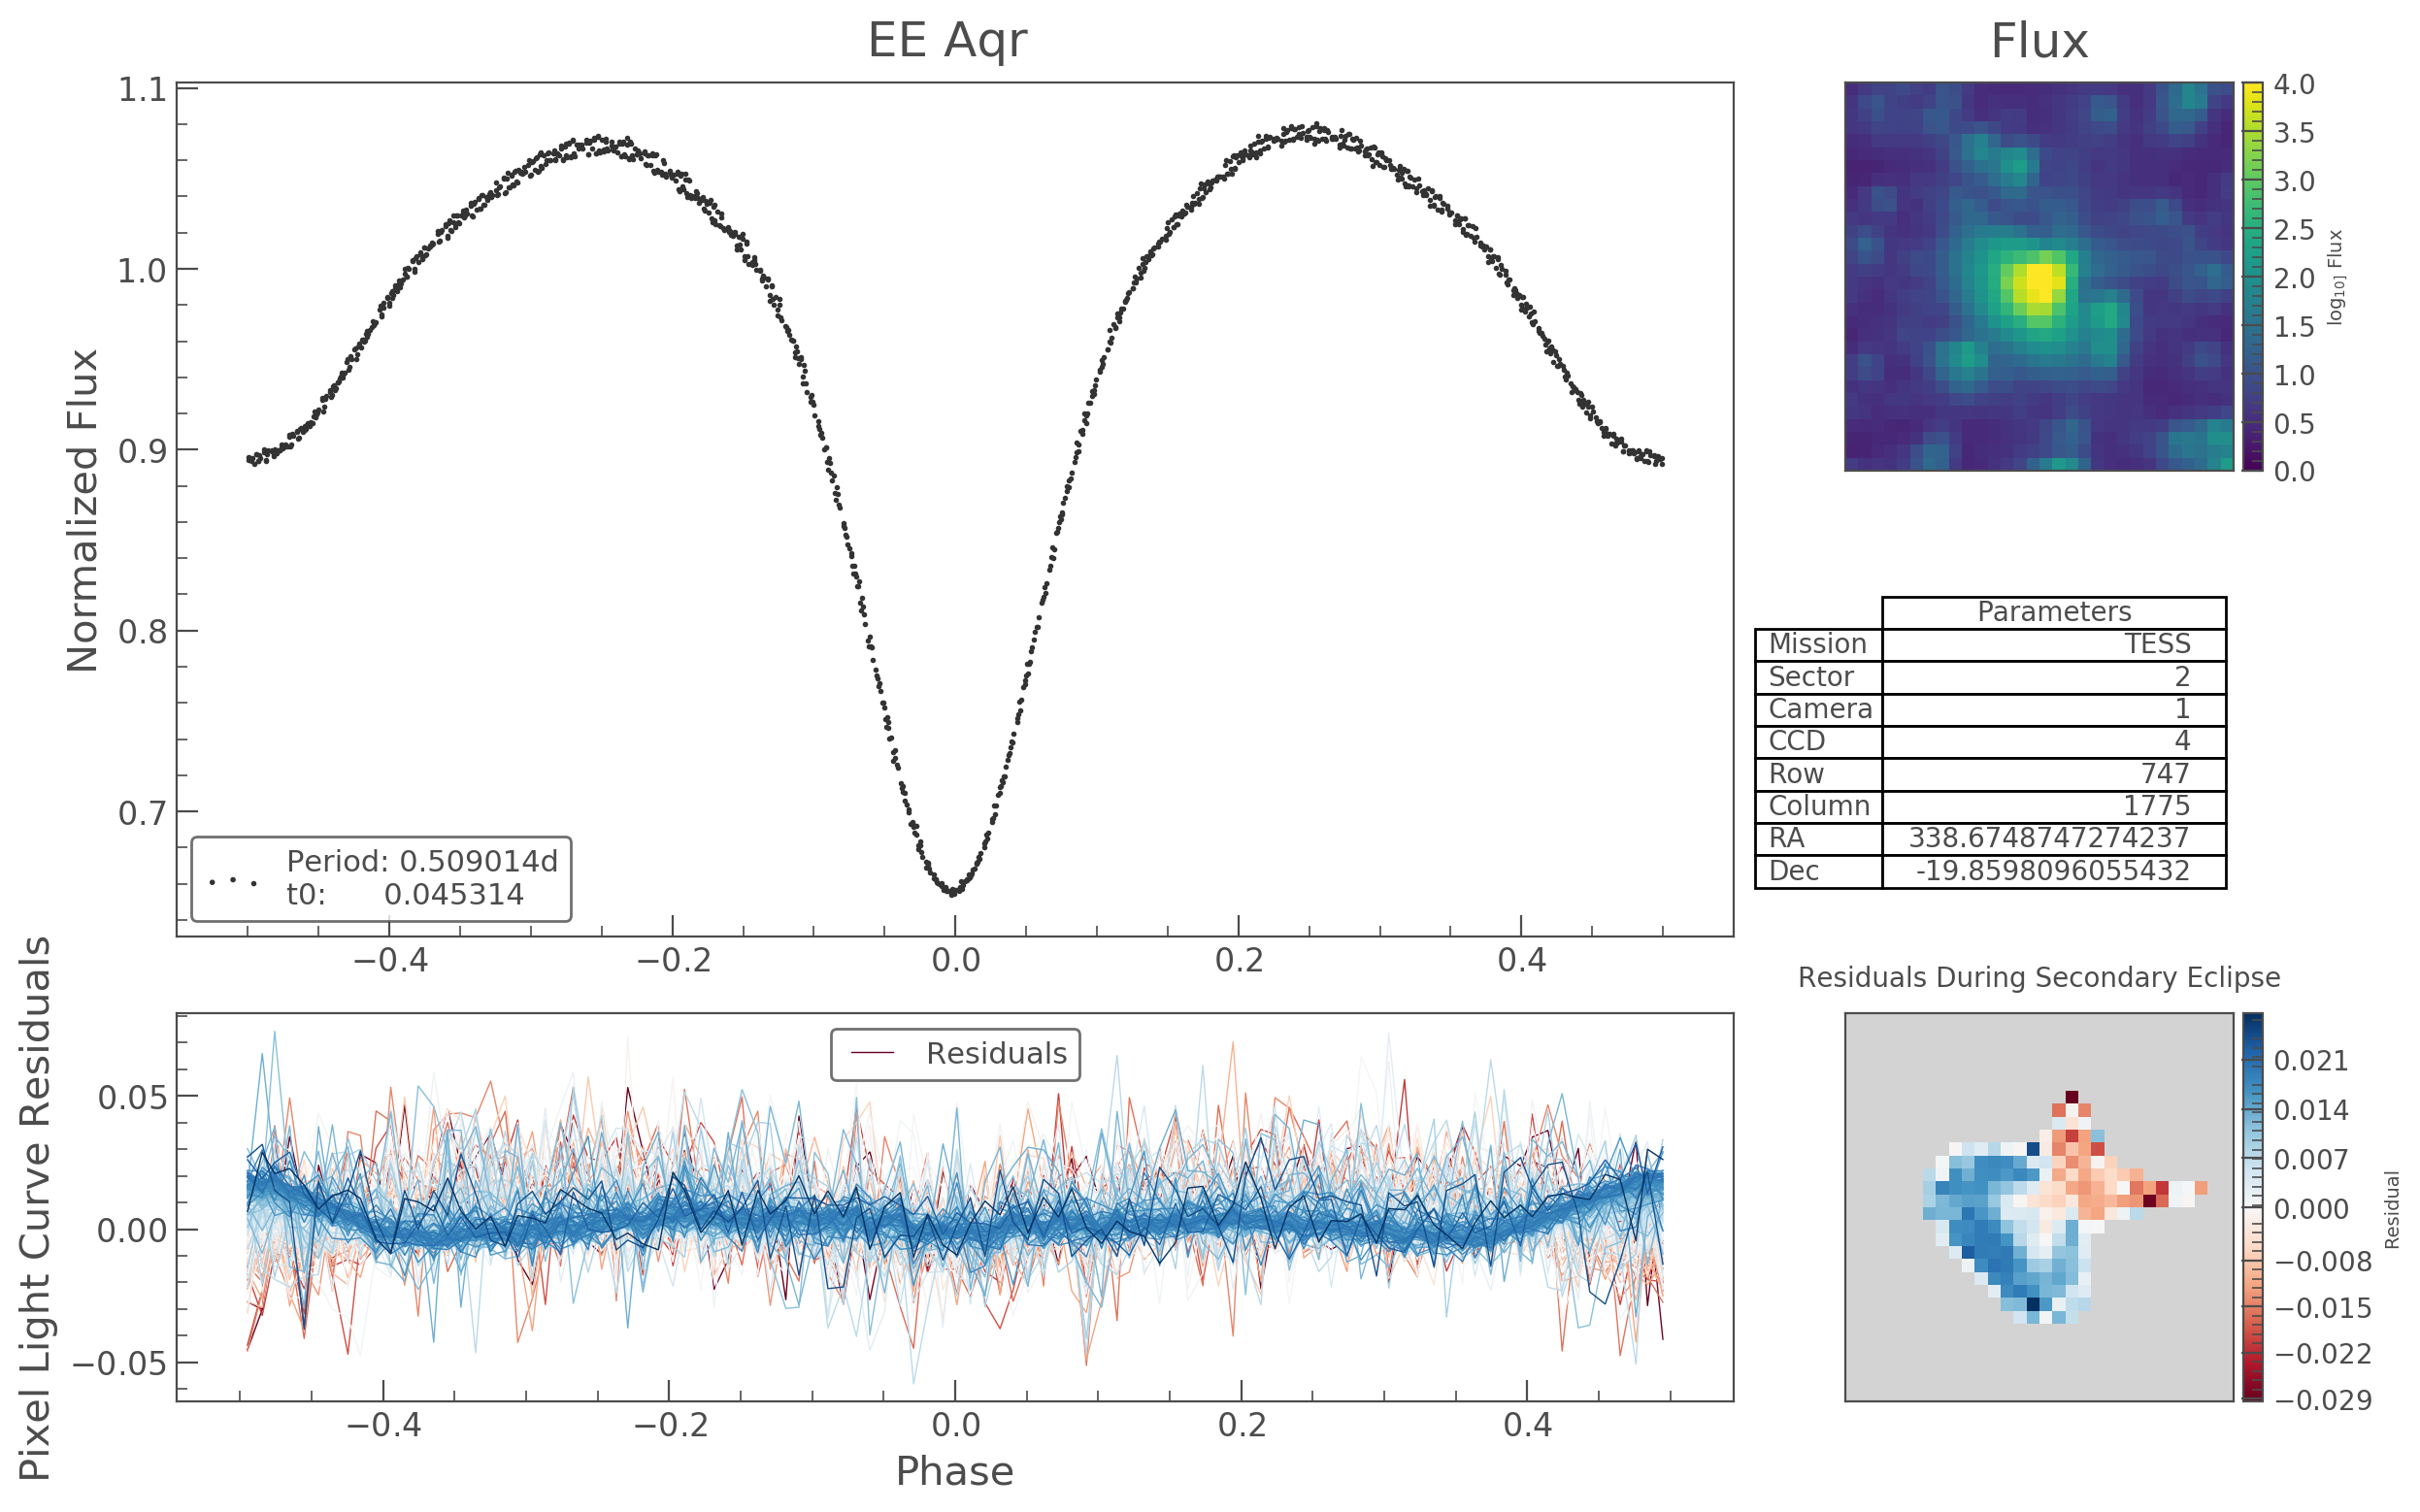 EE Aqr
Normalized Flux
1.1
1.0
0.9
0.8
0.7
Period: 0.509014d
t0: 0.045314
−0.4 −0.2 0.0 0.2 0.4
Flux
4.0
3.5
3.0
2.5
2.0
1.5
1.0
0.5
0.0
log₁₀] Flux
Parameters
Mission TESS
Sector 2
Camera 1
CCD 4
Row 747
Column 1775
RA 338.6748747274237
Dec -19.8598096055432
Pixel Light Curve Residuals
0.05
0.00
−0.05
Residuals
−0.4 −0.2 0.0 0.2 0.4
Phase
Residuals During Secondary Eclipse
0.021
0.014
0.007
0.000
−0.008
−0.015
−0.022
−0.029
Residual